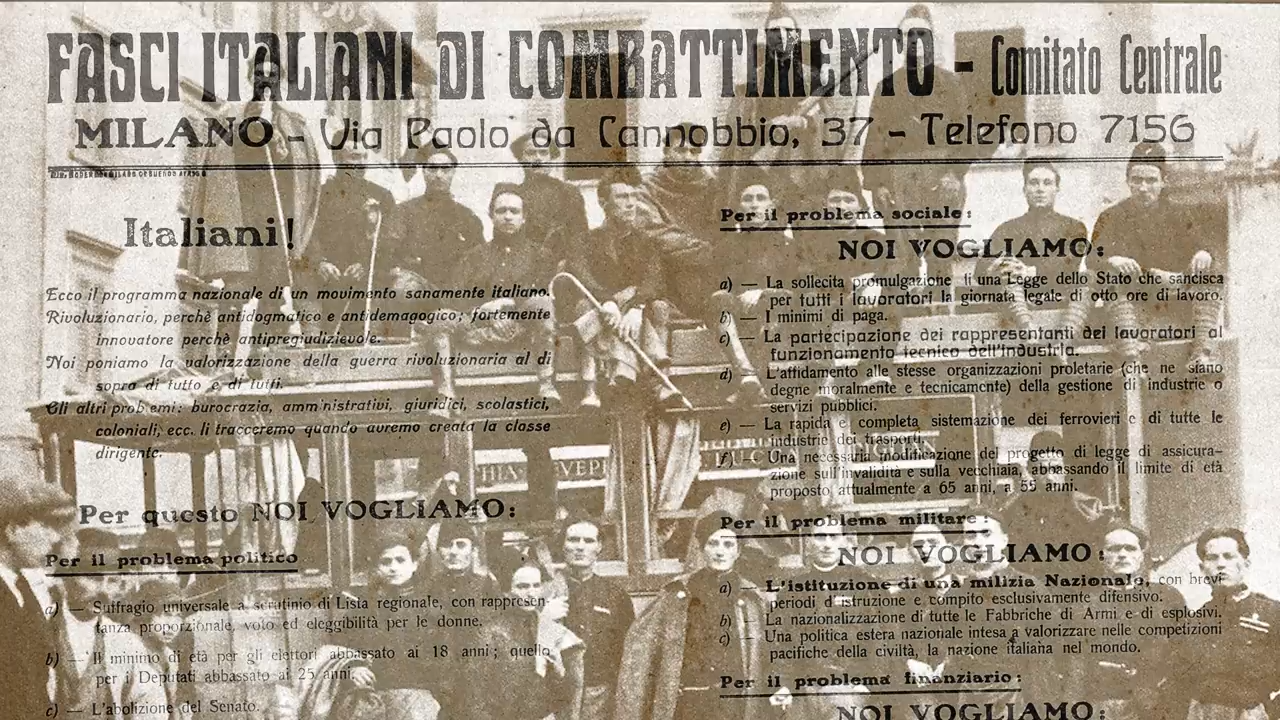 FASCI ITALIANI DI COMBATTIMENTO - Comitato Centrale
MILANO - Via Paolo da Cannobbio, 37 - Telefono 7156
Italiani!
Ecco il programma nazionale di un movimento sanamente italiano.
Rivoluzionario, perchè antidogmatico e antidemagogico; fortemente
innovatore perchè antipregiudizievole.
Noi poniamo la valorizzazione della guerra rivoluzionaria al di
sopra di tutto e di tutti.
Gli altri problemi: burocrazia, amministrativi, giuridici, scolastici,
coloniali, ecc. li tracceremo quando avremo creata la classe
dirigente.
Per questo NOI VOGLIAMO:
Per il problema politico
a) — Suffragio universale a scrutinio di Lista regionale, con rappresen-
tanza proporzionale, voto ed eleggibilità per le donne.
b) — Il minimo di età per gli elettori abbassato ai 18 anni; quello
per i Deputati abbassato ai 25 anni.
c) — L'abolizione del Senato.
Per il problema sociale:
NOI VOGLIAMO:
a) — La sollecita promulgazione di una Legge dello Stato che sancisca
per tutti i lavoratori la giornata legale di otto ore di lavoro.
b) — I minimi di paga.
c) — La partecipazione dei rappresentanti dei lavoratori al
funzionamento tecnico dell'industria.
d) — L'affidamento alle stesse organizzazioni proletarie (che ne siano
degne moralmente e tecnicamente) della gestione di industrie o
servizi pubblici.
e) — La rapida e completa sistemazione dei ferrovieri e di tutte le
industrie dei trasporti.
f) — Una necessaria modificazione del progetto di legge di assicura-
zione sull'invalidità e sulla vecchiaia, abbassando il limite di età
proposto attualmente a 65 anni, a 55 anni.
Per il problema militare:
NOI VOGLIAMO:
a) — L'istituzione di una milizia Nazionale, con brevi
periodi d'istruzione e compito esclusivamente difensivo.
b) — La nazionalizzazione di tutte le Fabbriche di Armi e di esplosivi.
c) — Una politica estera nazionale intesa a valorizzare nelle competizioni
pacifiche della civiltà, la nazione italiana nel mondo.
Per il problema finanziario:
NOI VOGLIAMO: